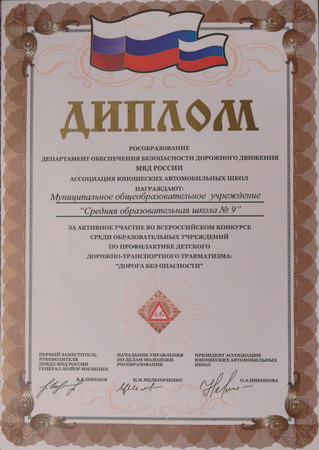 ДИПЛОМ
РОСОБРАЗОВАНИЕ
ДЕПАРТАМЕНТ ОБЕСПЕЧЕНИЯ БЕЗОПАСНОСТИ ДОРОЖНОГО ДВИЖЕНИЯ
МВД РОССИИ
АССОЦИАЦИЯ ЮНОШЕСКИХ АВТОМОБИЛЬНЫХ ШКОЛ
НАГРАЖДАЮТ:
Муниципальное общеобразовательное учреждение
"Средняя образовательная школа № 9"
ЗА АКТИВНОЕ УЧАСТИЕ ВО ВСЕРОССИЙСКОМ КОНКУРСЕ
СРЕДИ ОБРАЗОВАТЕЛЬНЫХ УЧРЕЖДЕНИЙ
ПО ПРОФИЛАКТИКЕ ДЕТСКОГО
ДОРОЖНО-ТРАНСПОРТНОГО ТРАВМАТИЗМА:
"ДОРОГА БЕЗ ОПАСНОСТИ"
ПЕРВЫЙ ЗАМЕСТИТЕЛЬ
РУКОВОДИТЕЛЯ
ДОБДД МВД РОССИИ
ГЕНЕРАЛ-МАЙОР МИЛИЦИИ
В.В.ШВЕЦОВ
НАЧАЛЬНИК УПРАВЛЕНИЯ
ПО ДЕЛАМ МОЛОДЕЖИ
РОСОБРАЗОВАНИЯ
Н.И.МЕЛЬНИЧЕНКО
ПРЕЗИДЕНТ АССОЦИАЦИИ
ЮНОШЕСКИХ АВТОМОБИЛЬНЫХ
ШКОЛ
О.А.НИКОНОВА